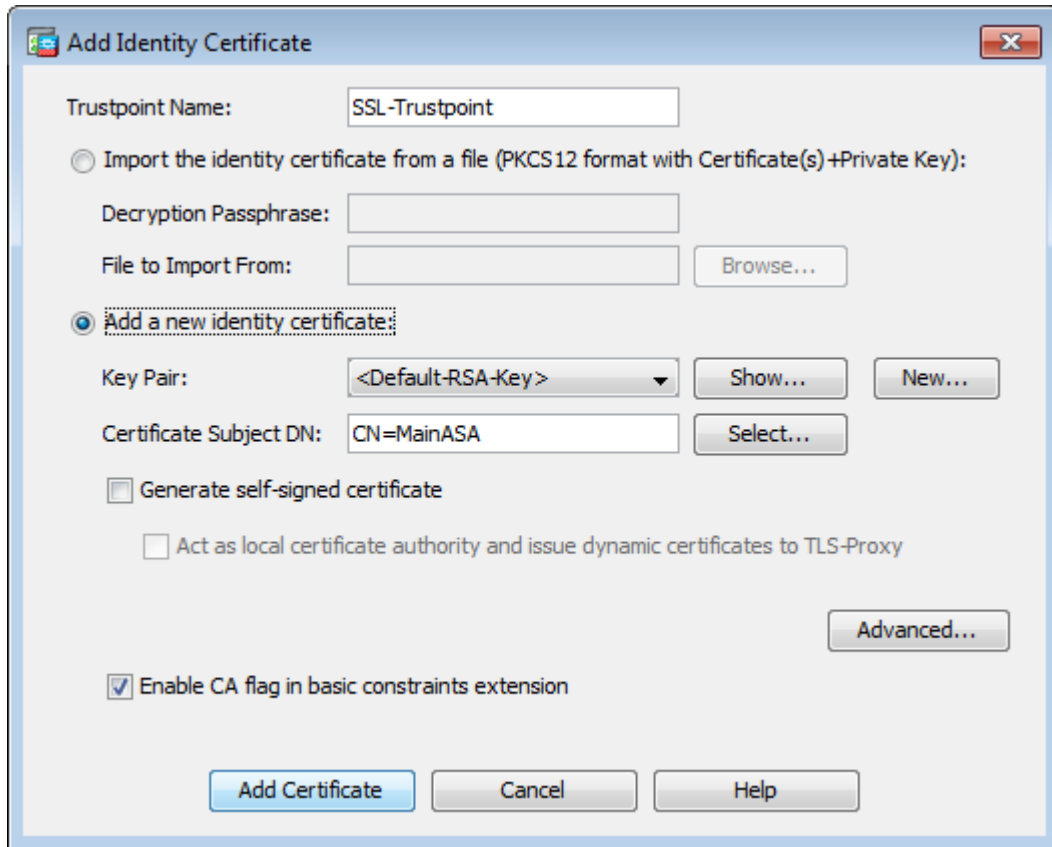 Add Identity Certificate
Trustpoint Name: SSL-Trustpoint
Import the identity certificate from a file (PKCS12 format with Certificate(s)+Private Key):
Decryption Passphrase:
File to Import From: Browse...
Add a new identity certificate:
Key Pair: <Default-RSA-Key> Show... New...
Certificate Subject DN: CN=MainASA Select...
Generate self-signed certificate
Act as local certificate authority and issue dynamic certificates to TLS-Proxy
Advanced...
Enable CA flag in basic constraints extension
Add Certificate Cancel Help